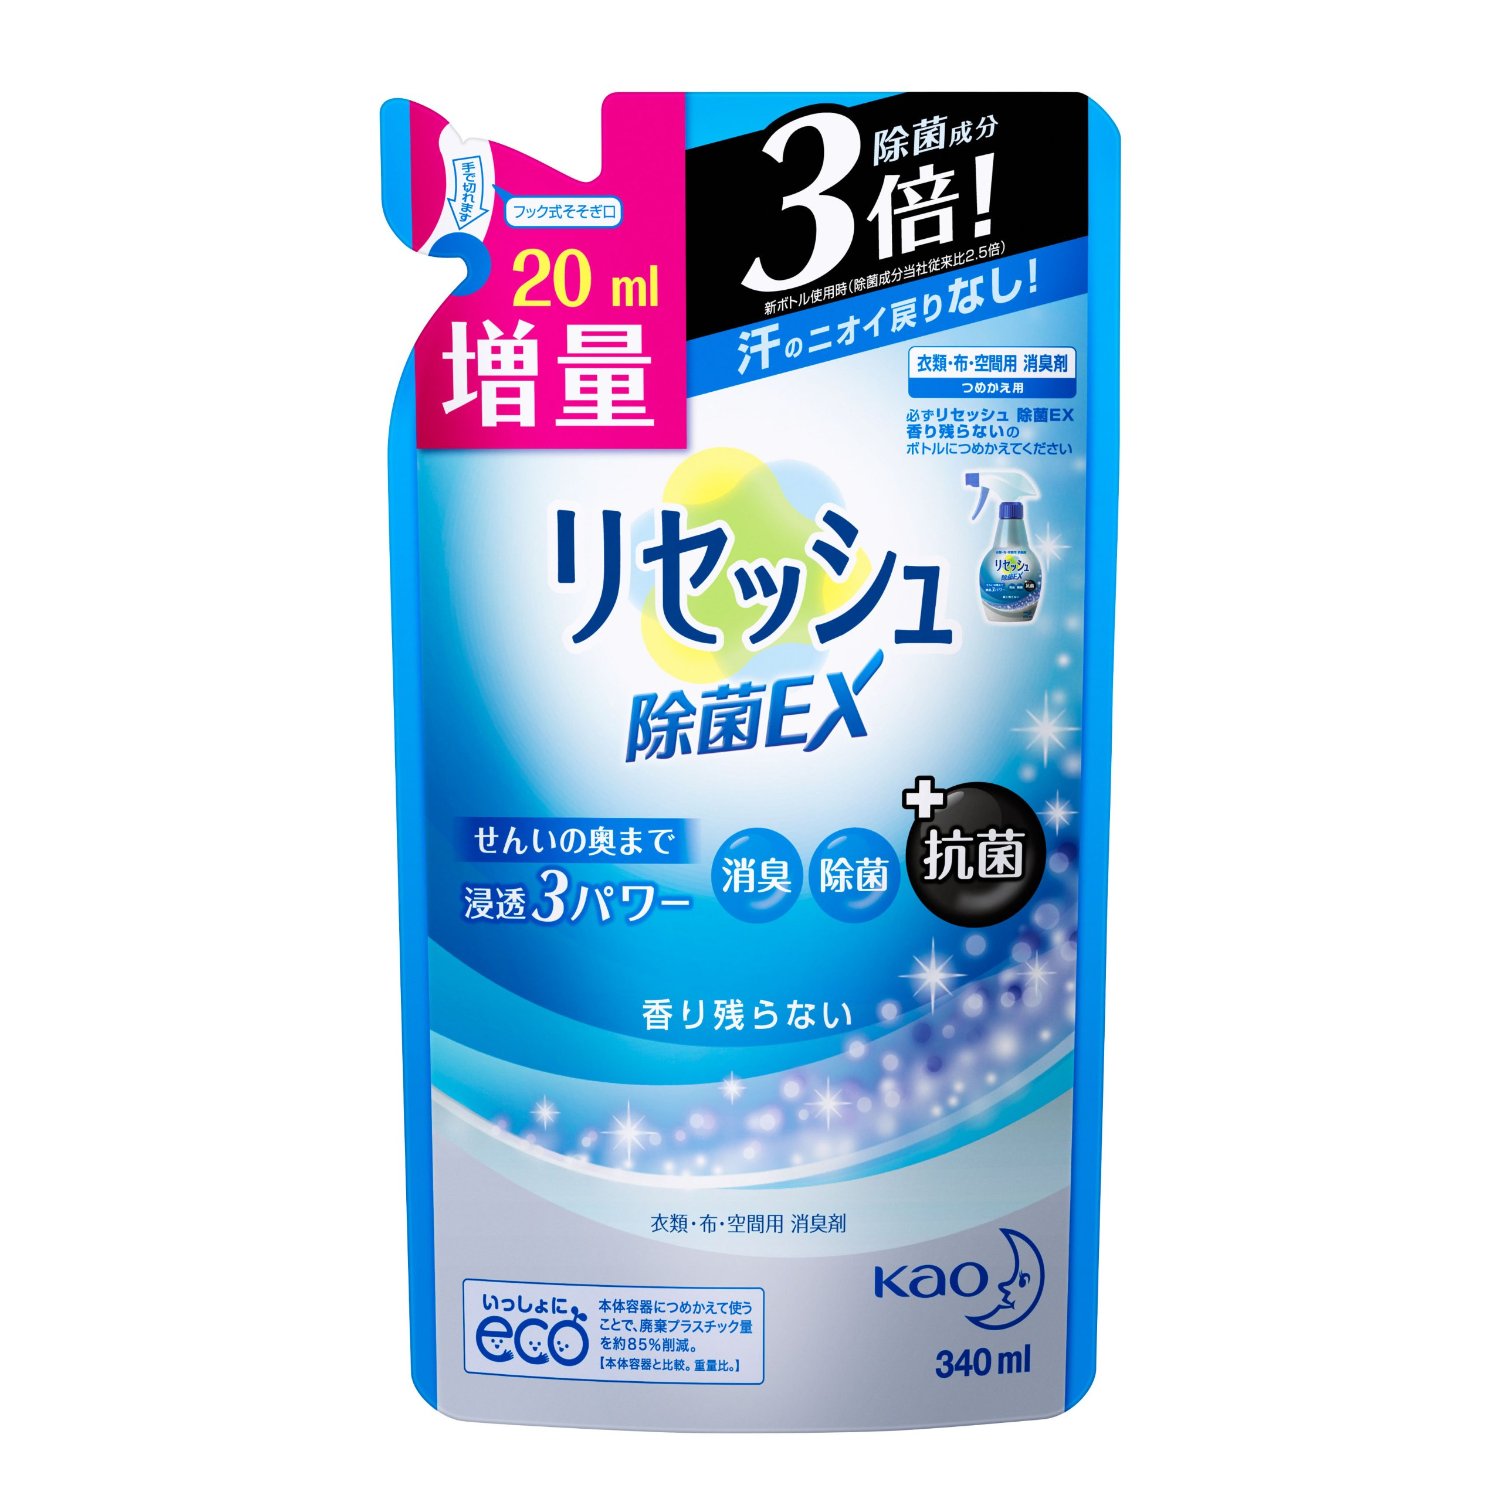 手で切れます
フック式そそぎ口
20 ml
増量
3
除菌成分
倍!
新ボトル使用時(除菌成分当社従来比2.5倍)
汗のニオイ戻りなし!
衣類・布・空間用 消臭剤
つめかえ用
必ずリセッシュ 除菌EX
香り残らないの
ボトルにつめかえてください
リセッシュ
除菌EX
リセッシュ
除菌EX
せんいの奥まで
浸透3パワー
消臭
除菌
+
抗菌
香り残らない
衣類・布・空間用 消臭剤
いっしょに
eco
本体容器につめかえて使う
ことで、廃棄プラスチック量
を約85%削減。
【本体容器と比較。重量比。】
Kao
340 ml